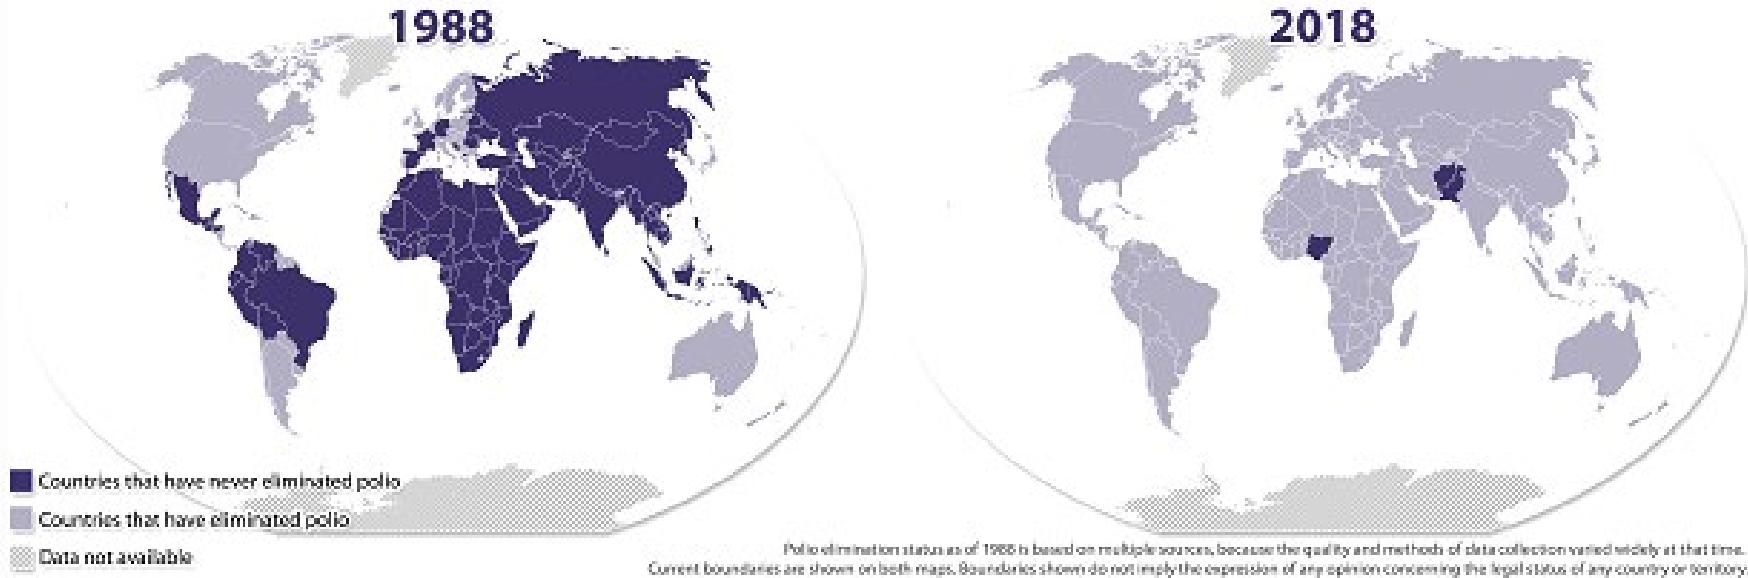 1988
2018
Countries that have never eliminated polio
Countries that have eliminated polio
Data not available
Polio elimination status as of 1988 is based on multiple sources, because the quality and methods of data collection varied widely at that time.
Current boundaries are shown on both maps. Boundaries shown do not imply the expression of any opinion concerning the legal status of any country or territory.